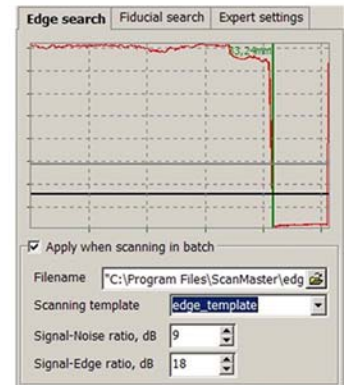 Edge search Fiducial search Expert settings
83,24mm
Apply when scanning in batch
Filename "C:\Program Files\ScanMaster\edg
Scanning template edge_template
Signal-Noise ratio, dB 9
Signal-Edge ratio, dB 18